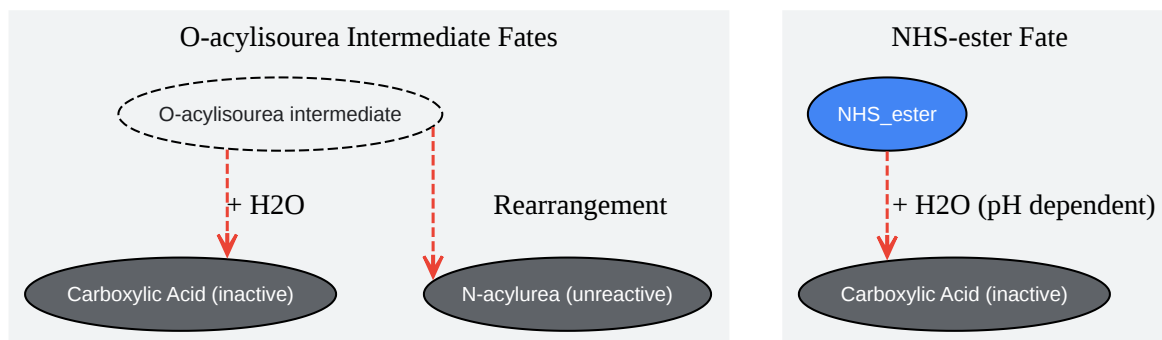 O-acylisourea Intermediate Fates
O-acylisourea intermediate
+ H2O
Rearrangement
Carboxylic Acid (inactive)
N-acylurea (unreactive)
NHS-ester Fate
NHS_ester
+ H2O (pH dependent)
Carboxylic Acid (inactive)